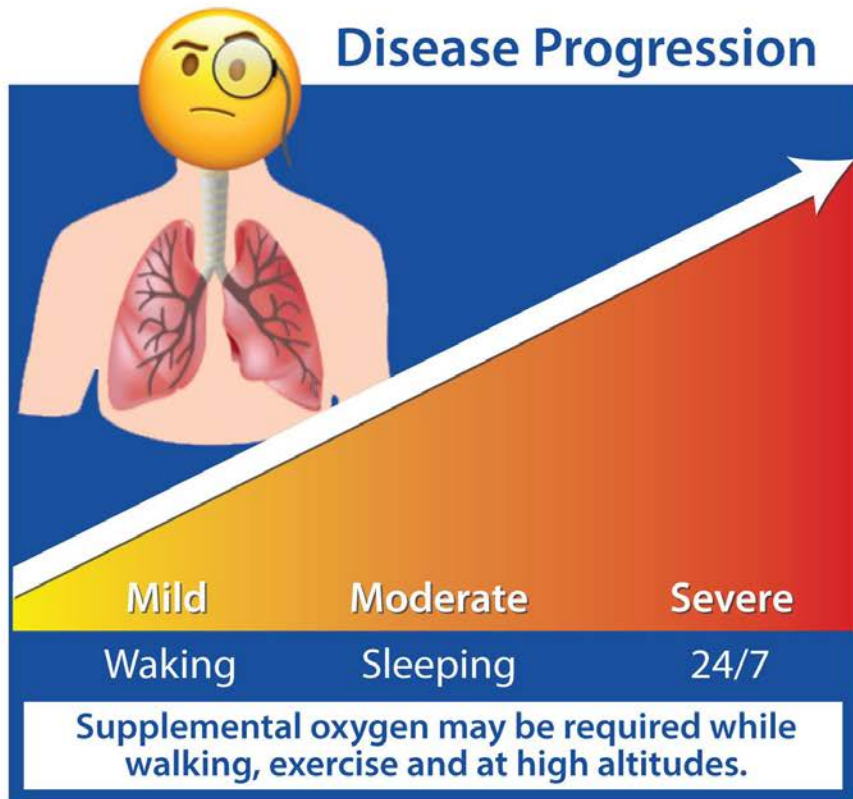 Disease Progression
Mild Moderate Severe
Waking Sleeping 24/7
Supplemental oxygen may be required while
walking, exercise and at high altitudes.